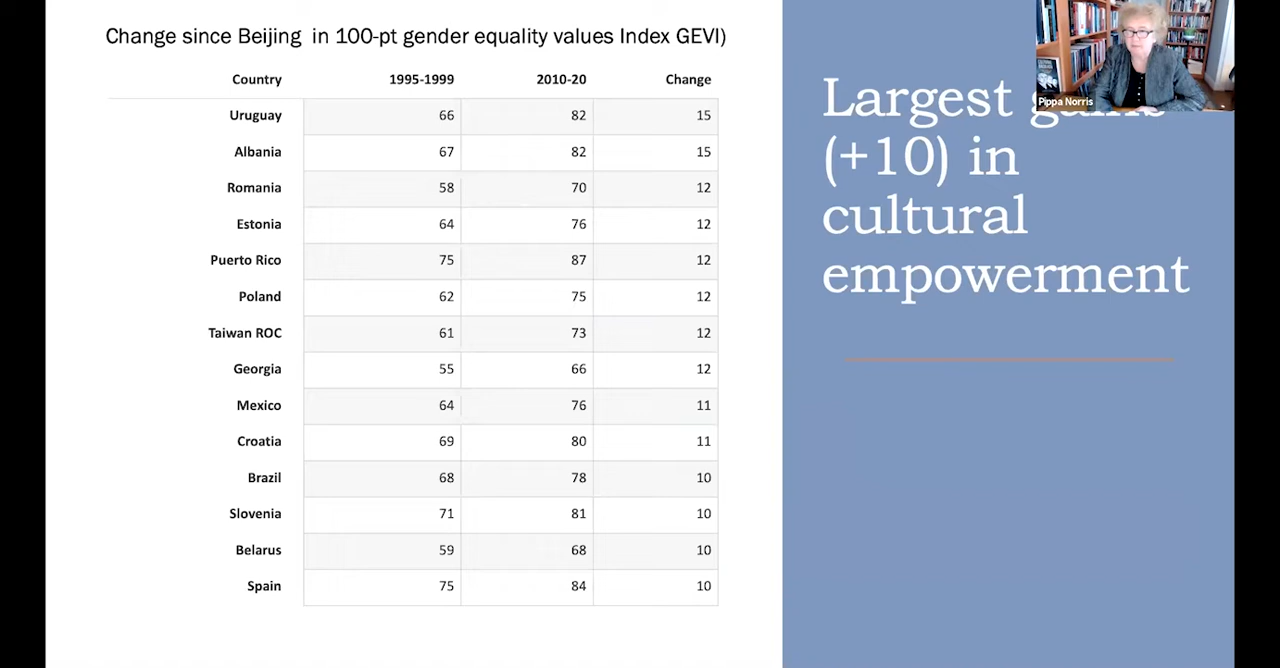 Change since Beijing in 100-pt gender equality values Index GEVI)
Country 1995-1999 2010-20 Change
Uruguay 66 82 15
Albania 67 82 15
Romania 58 70 12
Estonia 64 76 12
Puerto Rico 75 87 12
Poland 62 75 12
Taiwan ROC 61 73 12
Georgia 55 66 12
Mexico 64 76 11
Croatia 69 80 11
Brazil 68 78 10
Slovenia 71 81 10
Belarus 59 68 10
Spain 75 84 10
Pippa Norris
Largest
(+10) in
cultural
empowerment